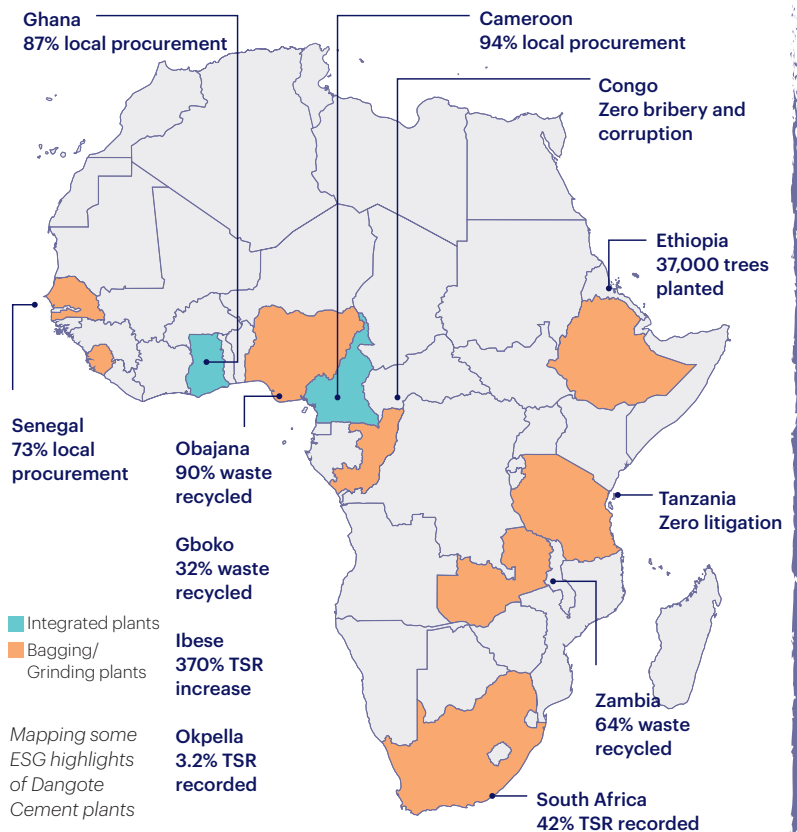 Ghana
87% local procurement
Cameroon
94% local procurement
Congo
Zero bribery and
corruption
Ethiopia
37,000 trees
planted
Senegal
73% local
procurement
Obajana
90% waste
recycled
Tanzania
Zero litigation
Gboko
32% waste
recycled
Integrated plants
Bagging/
Grinding plants
Ibese
370% TSR
increase
Zambia
64% waste
recycled
Mapping some
ESG highlights
of Dangote
Cement plants
Okpella
3.2% TSR
recorded
South Africa
42% TSR recorded